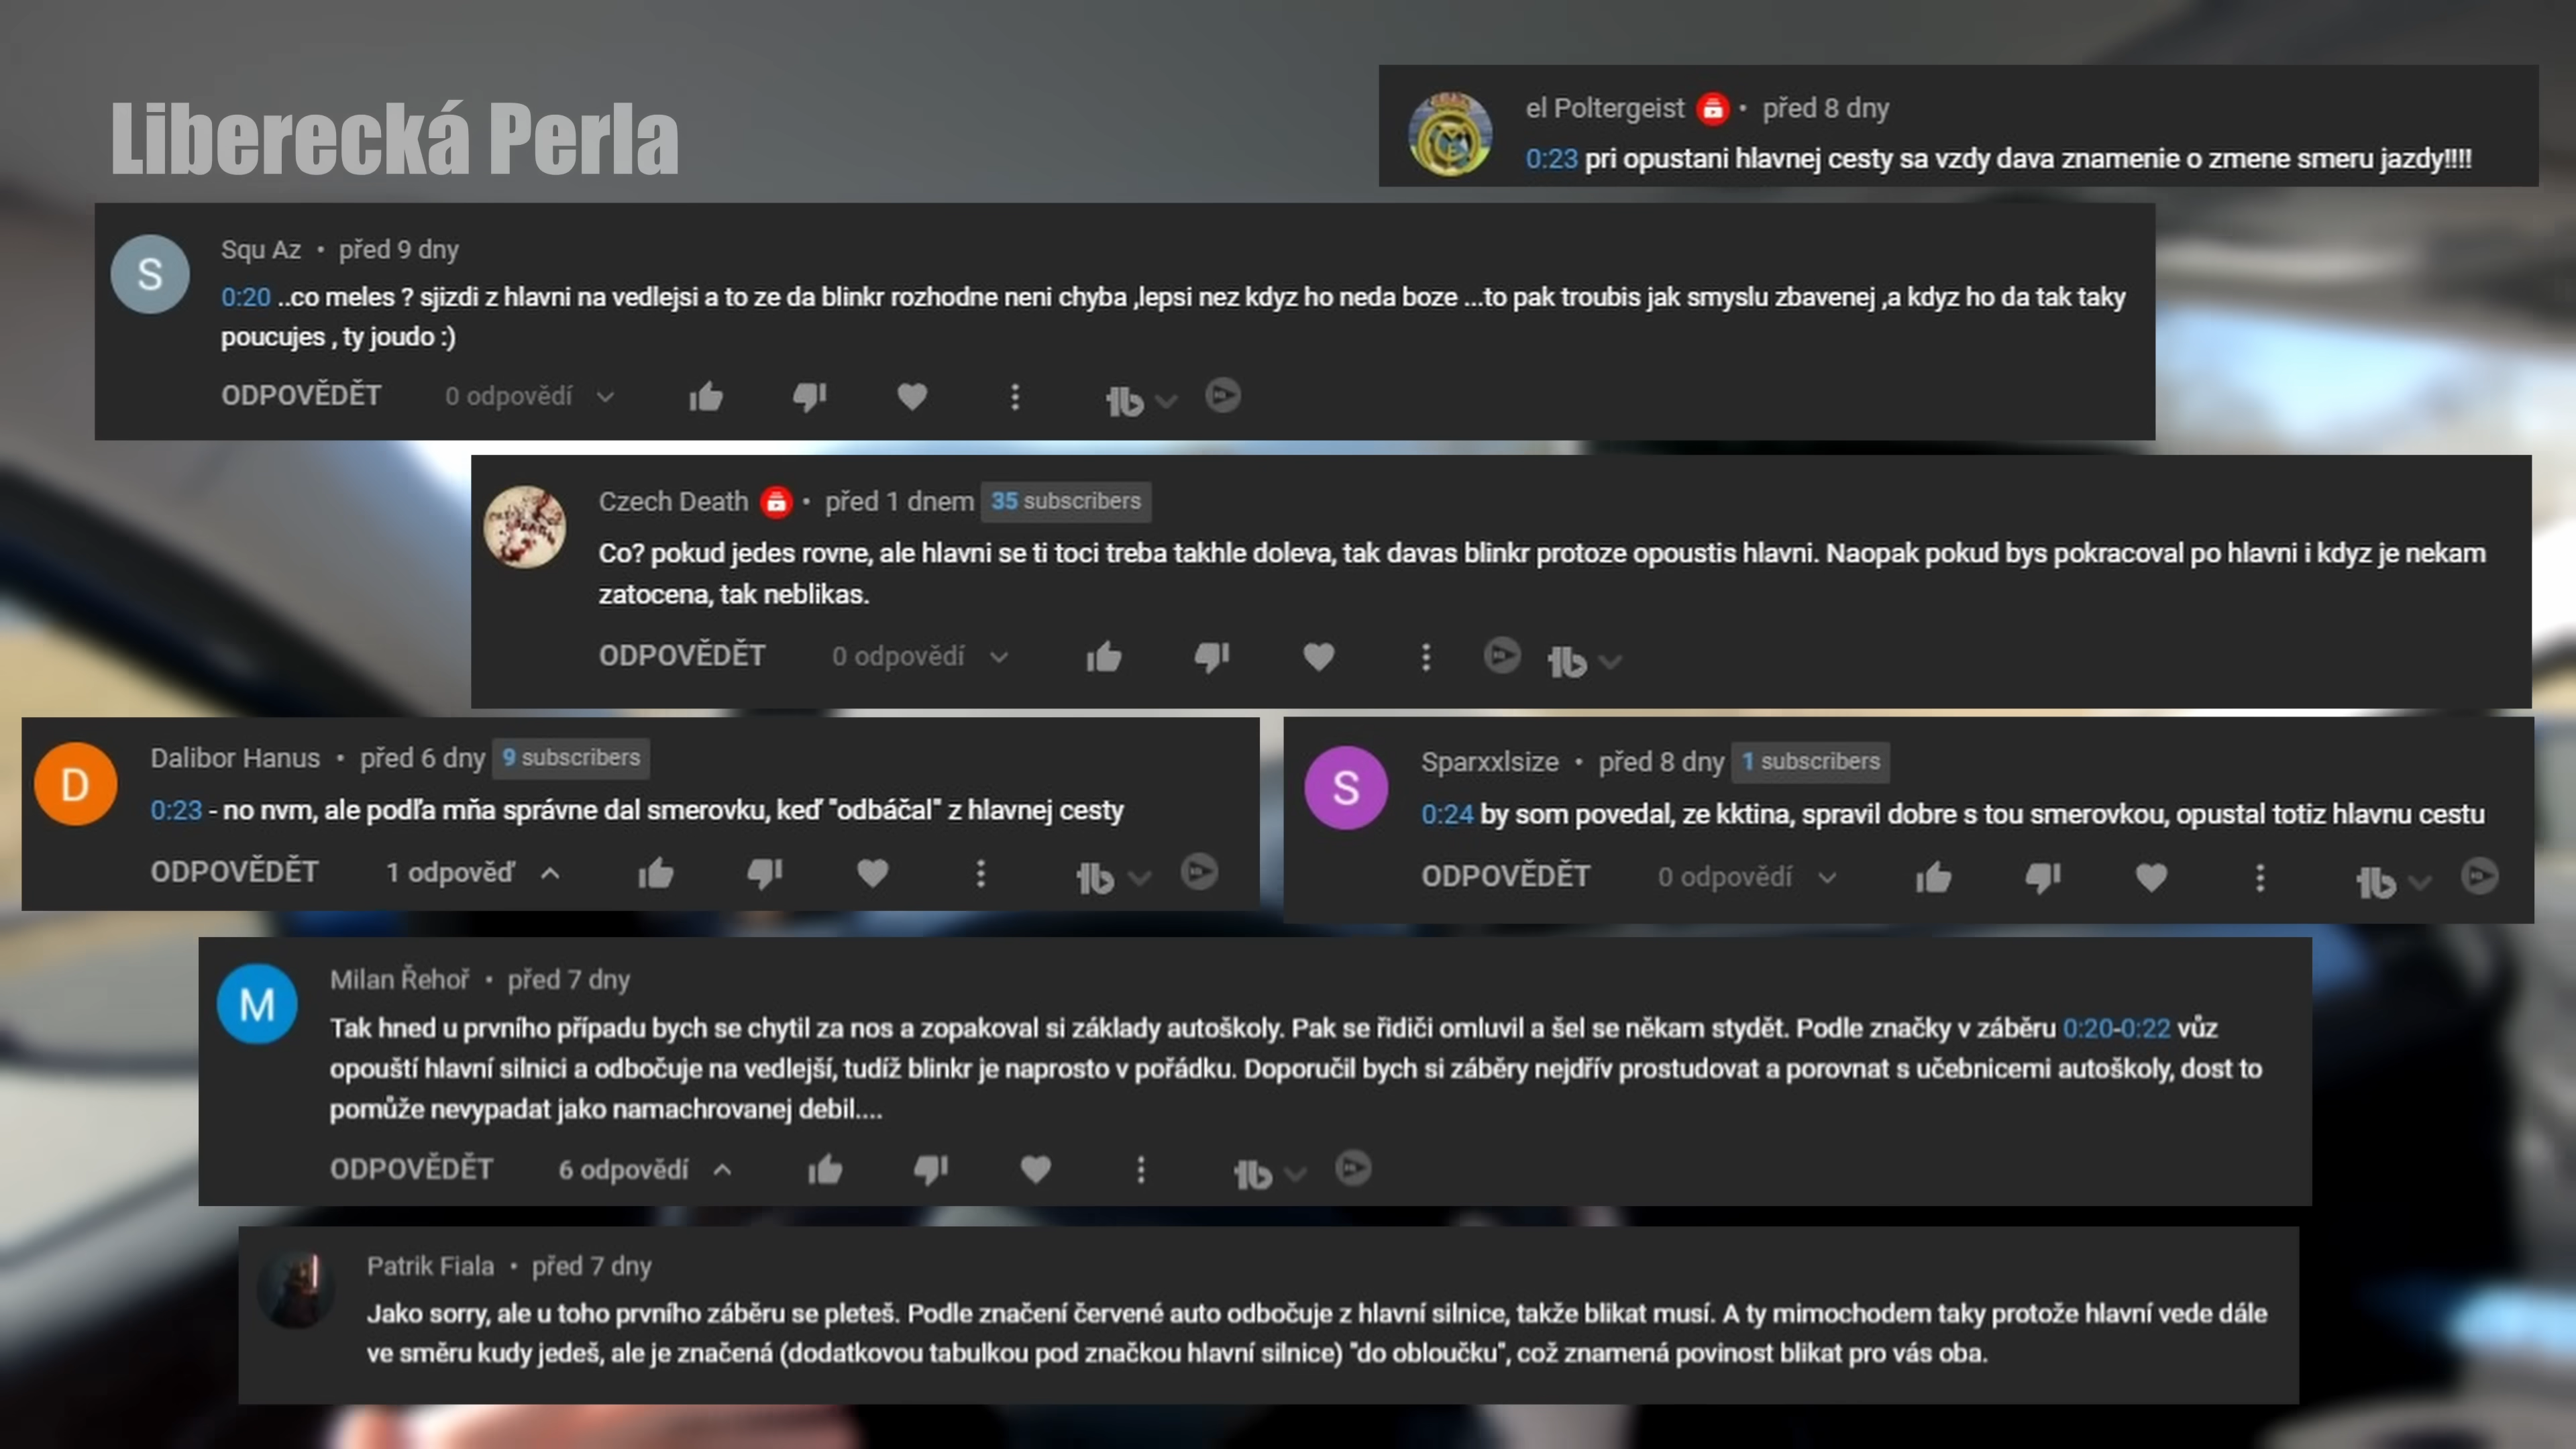 Liberecká Perla
el Poltergeist • před 8 dny
0:23 pri opustani hlavnej cesty sa vzdy dava znamenie o zmene smeru jazdy!!!!
S
Squ Az • před 9 dny
0:20 ..co meles ? sjizdi z hlavni na vedlejsi a to ze da blinkr rozhodne neni chyba ,lepsi nez kdyz ho neda boze ...to pak troubis jak smyslu zbavenej ,a kdyz ho da tak taky
poucujes , ty joudo :)
ODPOVĚDĚT 0 odpovědí
Czech Death • před 1 dnem 35 subscribers
Co? pokud jedes rovne, ale hlavni se ti toci treba takhle doleva, tak davas blinkr protoze opoustis hlavni. Naopak pokud bys pokracoval po hlavni i kdyz je nekam
zatocena, tak neblikas.
ODPOVĚDĚT 0 odpovědí
D
Dalibor Hanus • před 6 dny 9 subscribers
0:23 - no nvm, ale podľa mňa správne dal smerovku, keď "odbáčal" z hlavnej cesty
ODPOVĚDĚT 1 odpověď
S
Sparxxlsize • před 8 dny 1 subscribers
0:24 by som povedal, ze kktina, spravil dobre s tou smerovkou, opustal totiz hlavnu cestu
ODPOVĚDĚT 0 odpovědí
M
Milan Řehoř • před 7 dny
Tak hned u prvního případu bych se chytil za nos a zopakoval si základy autoškoly. Pak se řidiči omluvil a šel se někam stydět. Podle značky v záběru 0:20-0:22 vůz
opouští hlavní silnici a odbočuje na vedlejší, tudíž blinkr je naprosto v pořádku. Doporučil bych si záběry nejdřív prostudovat a porovnat s učebnicemi autoškoly, dost to
pomůže nevypadat jako namachrovanej debil....
ODPOVĚDĚT 6 odpovědí
Patrik Fiala • před 7 dny
Jako sorry, ale u toho prvního záběru se pleteš. Podle značení červené auto odbočuje z hlavní silnice, takže blikat musí. A ty mimochodem taky protože hlavní vede dále
ve směru kudy jedeš, ale je značená (dodatkovou tabulkou pod značkou hlavní silnice) "do obloučku", což znamená povinost blikat pro vás oba.